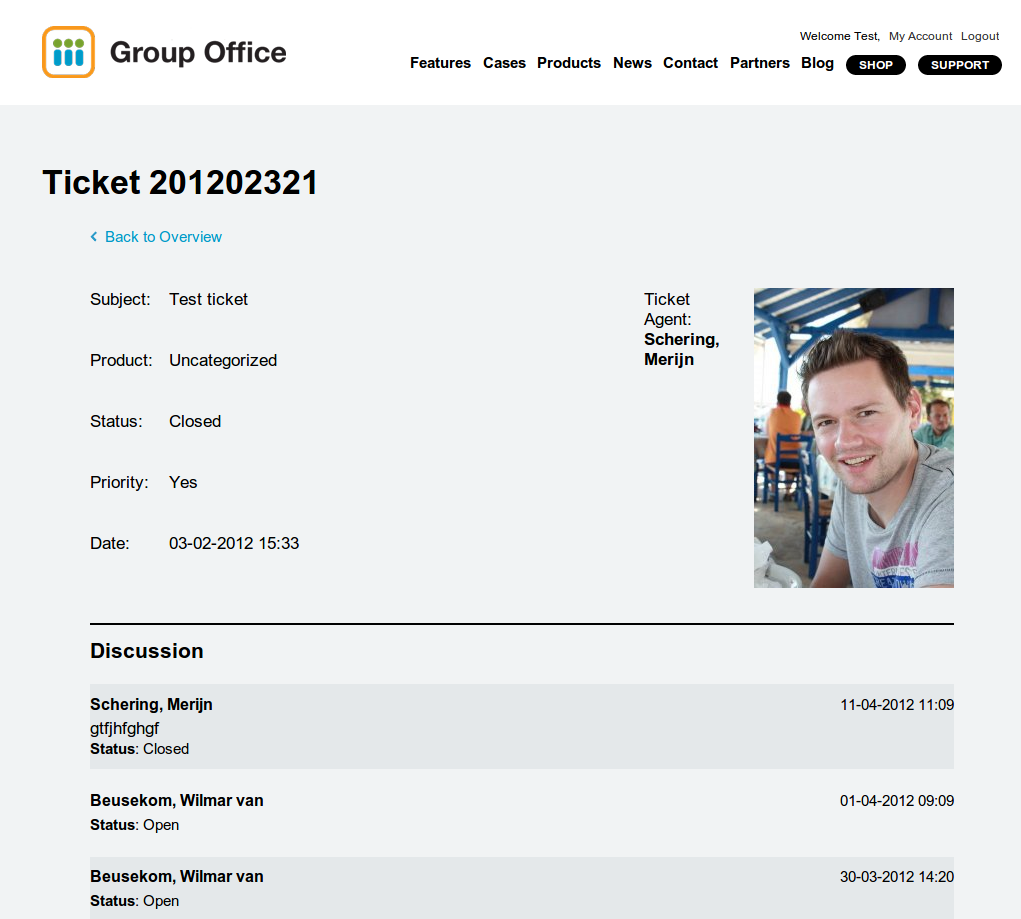 Group Office
Welcome Test, My Account Logout
Features Cases Products News Contact Partners Blog SHOP SUPPORT
Ticket 201202321
Back to Overview
Subject: Test ticket
Product: Uncategorized
Status: Closed
Priority: Yes
Date: 03-02-2012 15:33
Ticket
Agent:
Schering,
Merijn
Discussion
Schering, Merijn 11-04-2012 11:09
gtfjhfghgf
Status: Closed
Beusekom, Wilmar van 01-04-2012 09:09
Status: Open
Beusekom, Wilmar van 30-03-2012 14:20
Status: Open